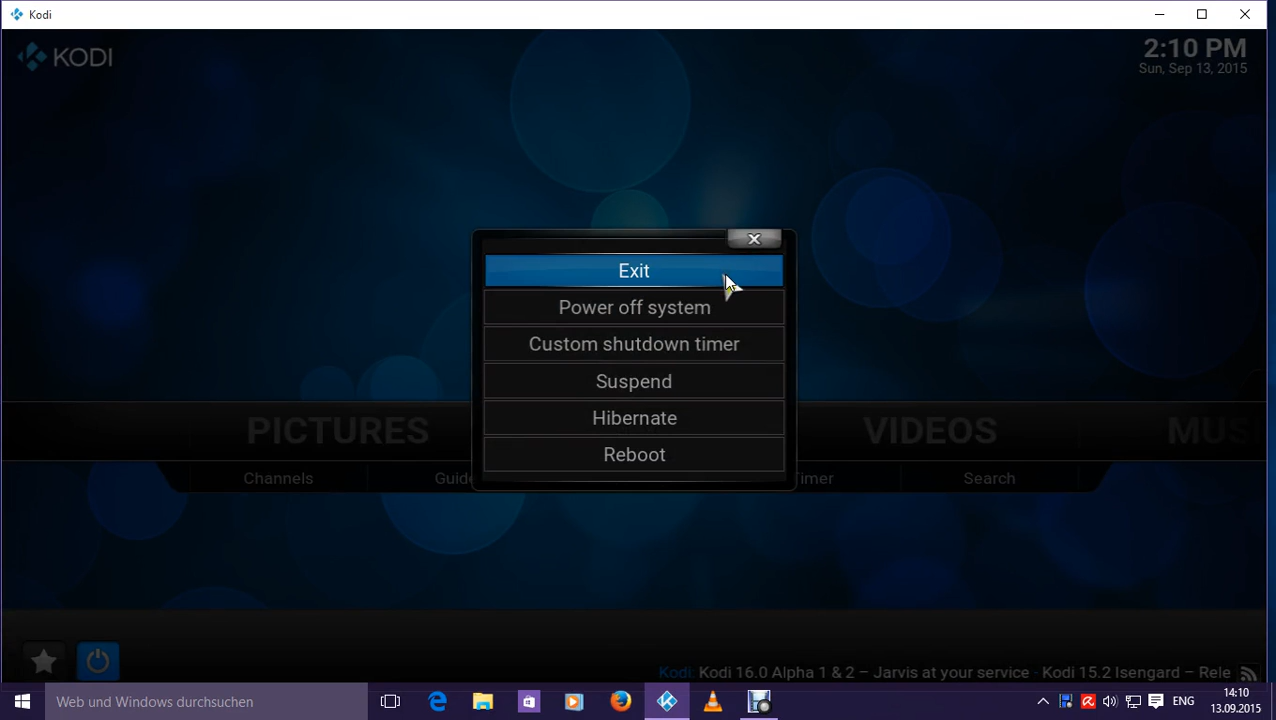 Kodi
KODI
2:10 PM
Sun, Sep 13, 2015
Exit
Power off system
Custom shutdown timer
Suspend
Hibernate
Reboot
PICTURES VIDEOS
Channels Search
Kodi: Kodi 16.0 Alpha 1 & 2 – Jarvis at your service · Kodi 15.2 Isengard – Rele
Web und Windows durchsuchen
ENG
14:10
13.09.2015